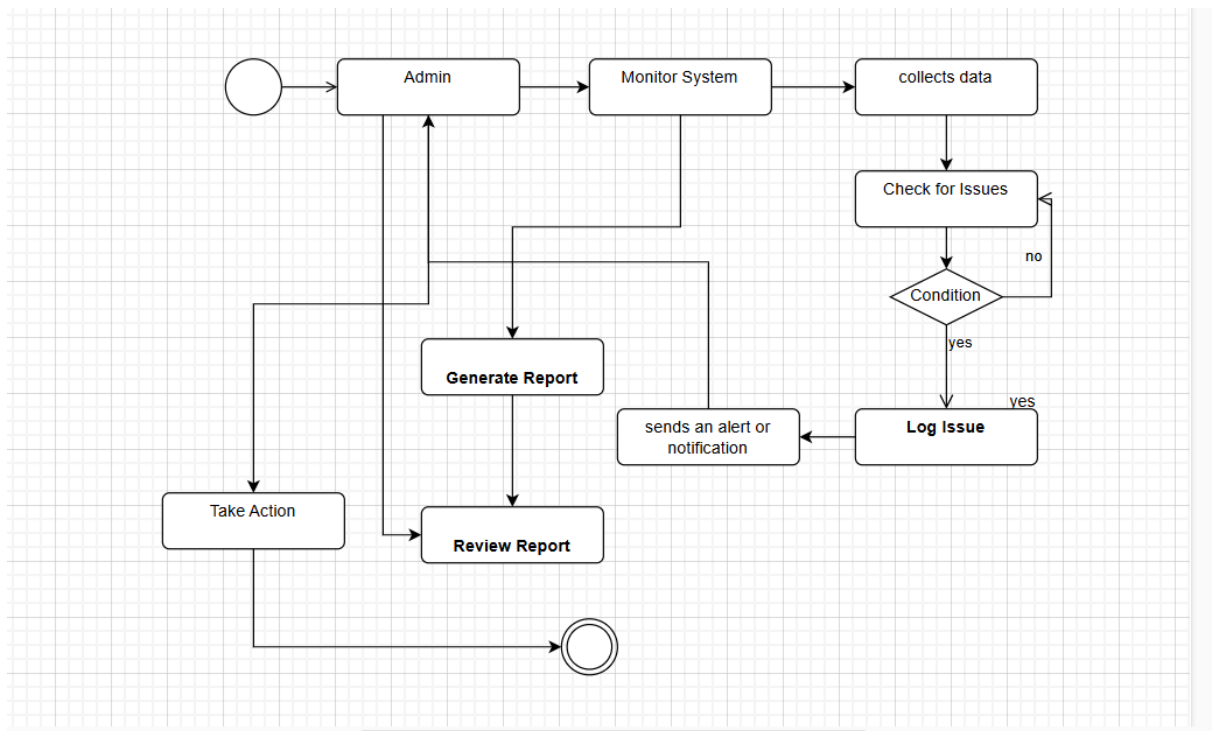 Admin
Monitor System
collects data
Check for Issues
no
Condition
yes
Generate Report
yes
Log Issue
sends an alert or
notification
Take Action
Review Report